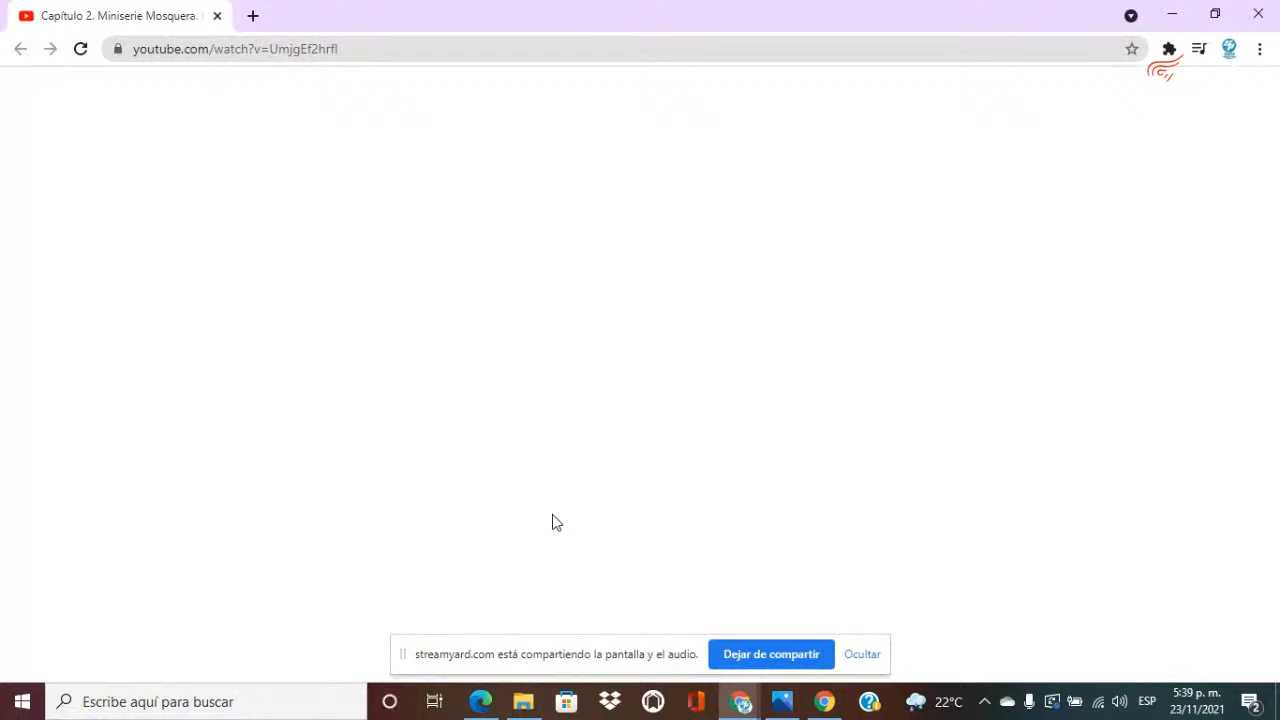 Capítulo 2. Miniserie Mosquera.
youtube.com/watch?v=UmjgEf2hrfI
streamyard.com está compartiendo la pantalla y el audio.
Dejar de compartir
Ocultar
Escribe aquí para buscar
22°C
ESP
5:39 p. m.
23/11/2021
2